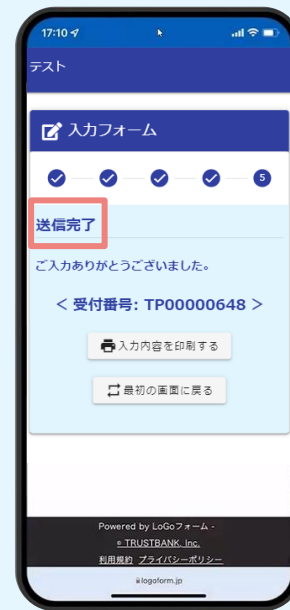 17:10
テスト
入力フォーム
5
送信完了
ご入力ありがとうございました。
< 受付番号: TP00000648 >
入力内容を印刷する
最初の画面に戻る
Powered by LoGoフォーム -
© TRUSTBANK, Inc.
利用規約 プライバシーポリシー
logoform.jp